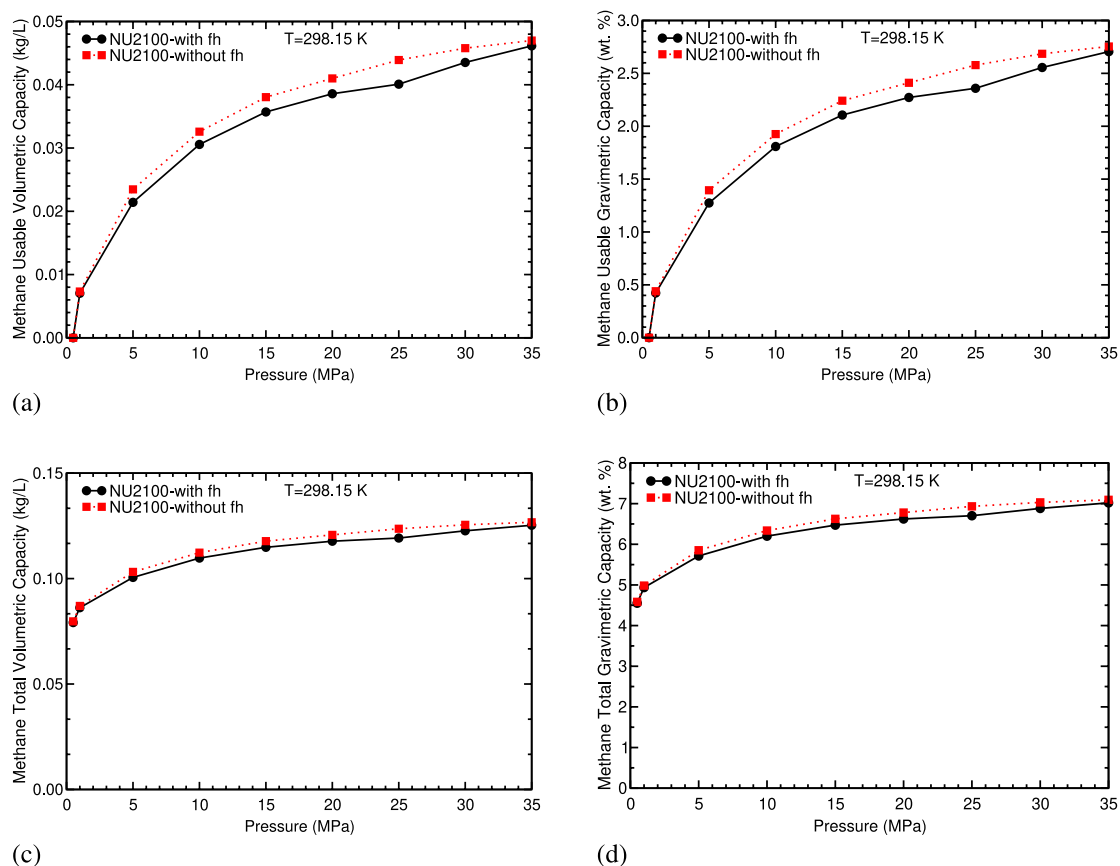 Methane Usable Volumetric Capacity (kg/L)
0.05
0.04
0.03
0.02
0.01
0.00
NU2100-with fh
NU2100-without fh
T=298.15 K
0 5 10 15 20 25 30 35
Pressure (MPa)
(a)
Methane Usable Gravimetric Capacity (wt. %)
3.0
2.5
2.0
1.5
1.0
0.5
0.0
NU2100-with fh
NU2100-without fh
T=298.15 K
0 5 10 15 20 25 30 35
Pressure (MPa)
(b)
Methane Total Volumetric Capacity (kg/L)
0.15
0.10
0.05
0.00
NU2100-with fh
NU2100-without fh
T=298.15 K
0 5 10 15 20 25 30 35
Pressure (MPa)
(c)
Methane Total Gravimetric Capacity (wt. %)
8
7
6
5
4
3
2
1
0
NU2100-with fh
NU2100-without fh
T=298.15 K
0 5 10 15 20 25 30 35
Pressure (MPa)
(d)